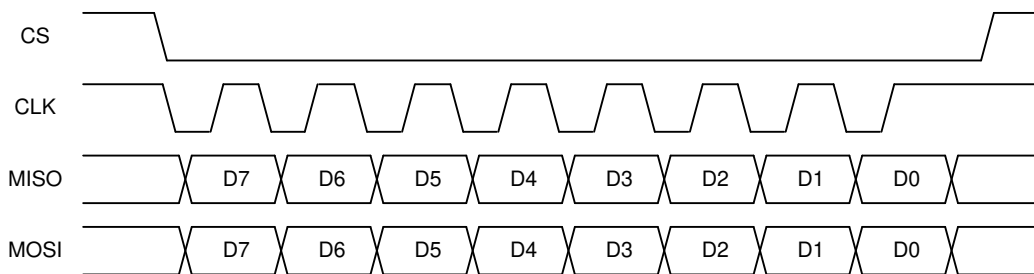 CS
CLK
MISO D7 D6 D5 D4 D3 D2 D1 D0
MOSI D7 D6 D5 D4 D3 D2 D1 D0